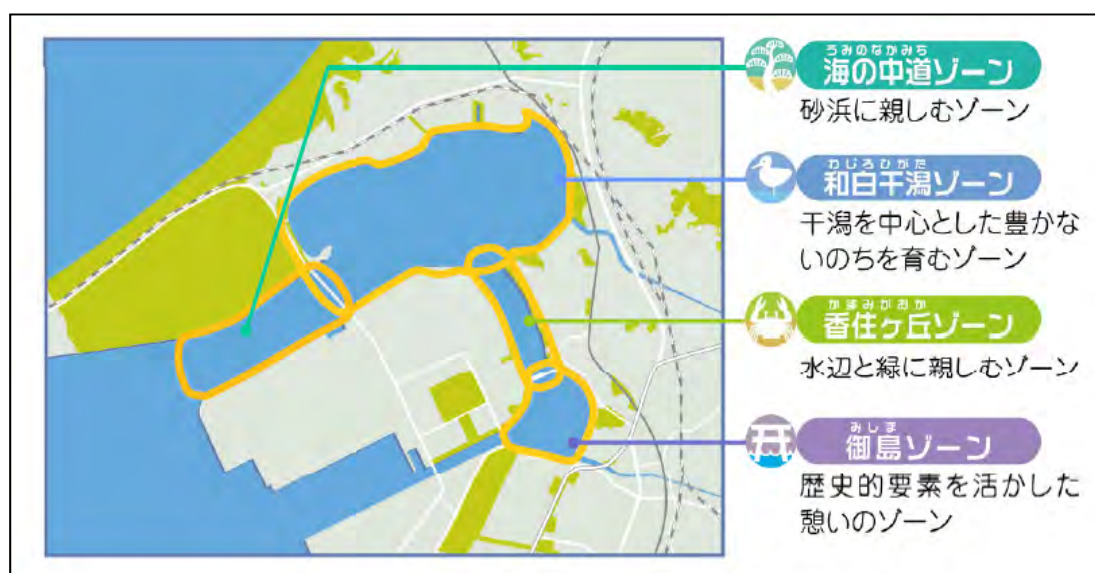 うみのなかみち
海の中道ゾーン
砂浜に親しむゾーン
わじろひがた
和白干潟ゾーン
干潟を中心とした豊かな
いのちを育むゾーン
かすみがおか
香住ヶ丘ゾーン
水辺と緑に親しむゾーン
みしま
御島ゾーン
歴史的要素を活かした
憩いのゾーン